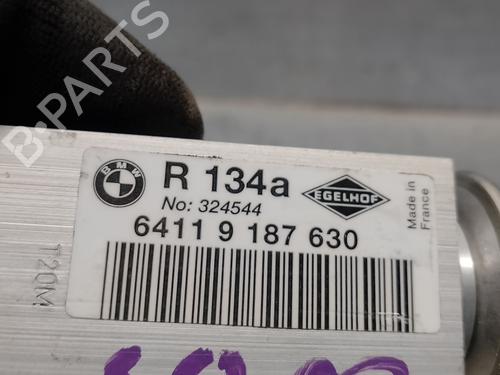 B-PARTS
BMW
R 134a
EGELHOF
Made in
France
No: 324544
6411 9 187 630
T20M